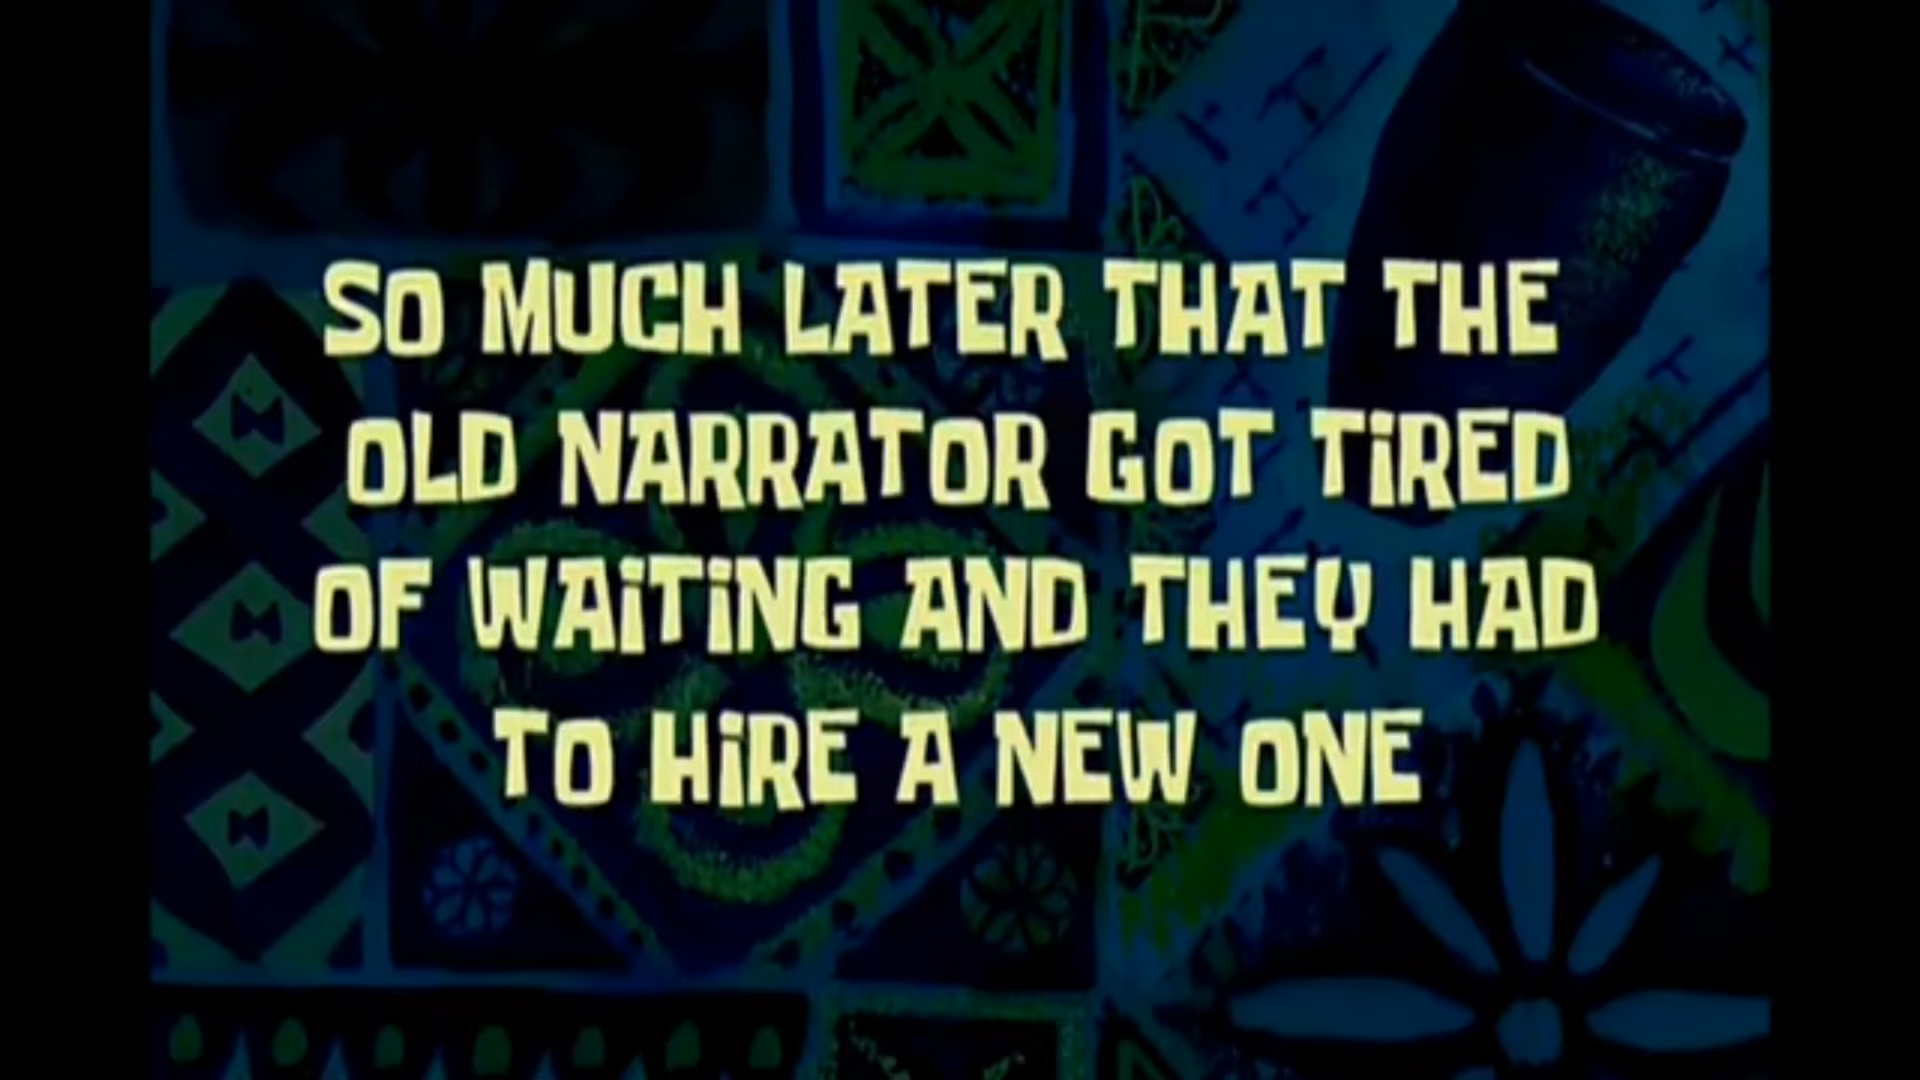 SO MUCH LATER THAT THE
OLD NARRATOR GOT TiRED
OF WAiTiNG AND THEY HAD
TO HiRE A NEW ONE